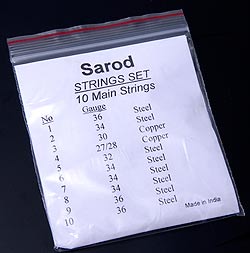 Sarod
STRINGS SET
10 Main Strings
No Gauge
1 36 Steel
2 34 Steel
3 30 Copper
4 27/28 Copper
5 32 Steel
6 34 Steel
7 34 Steel
8 34 Steel
9 36 Steel
10 36 Steel
Made in India